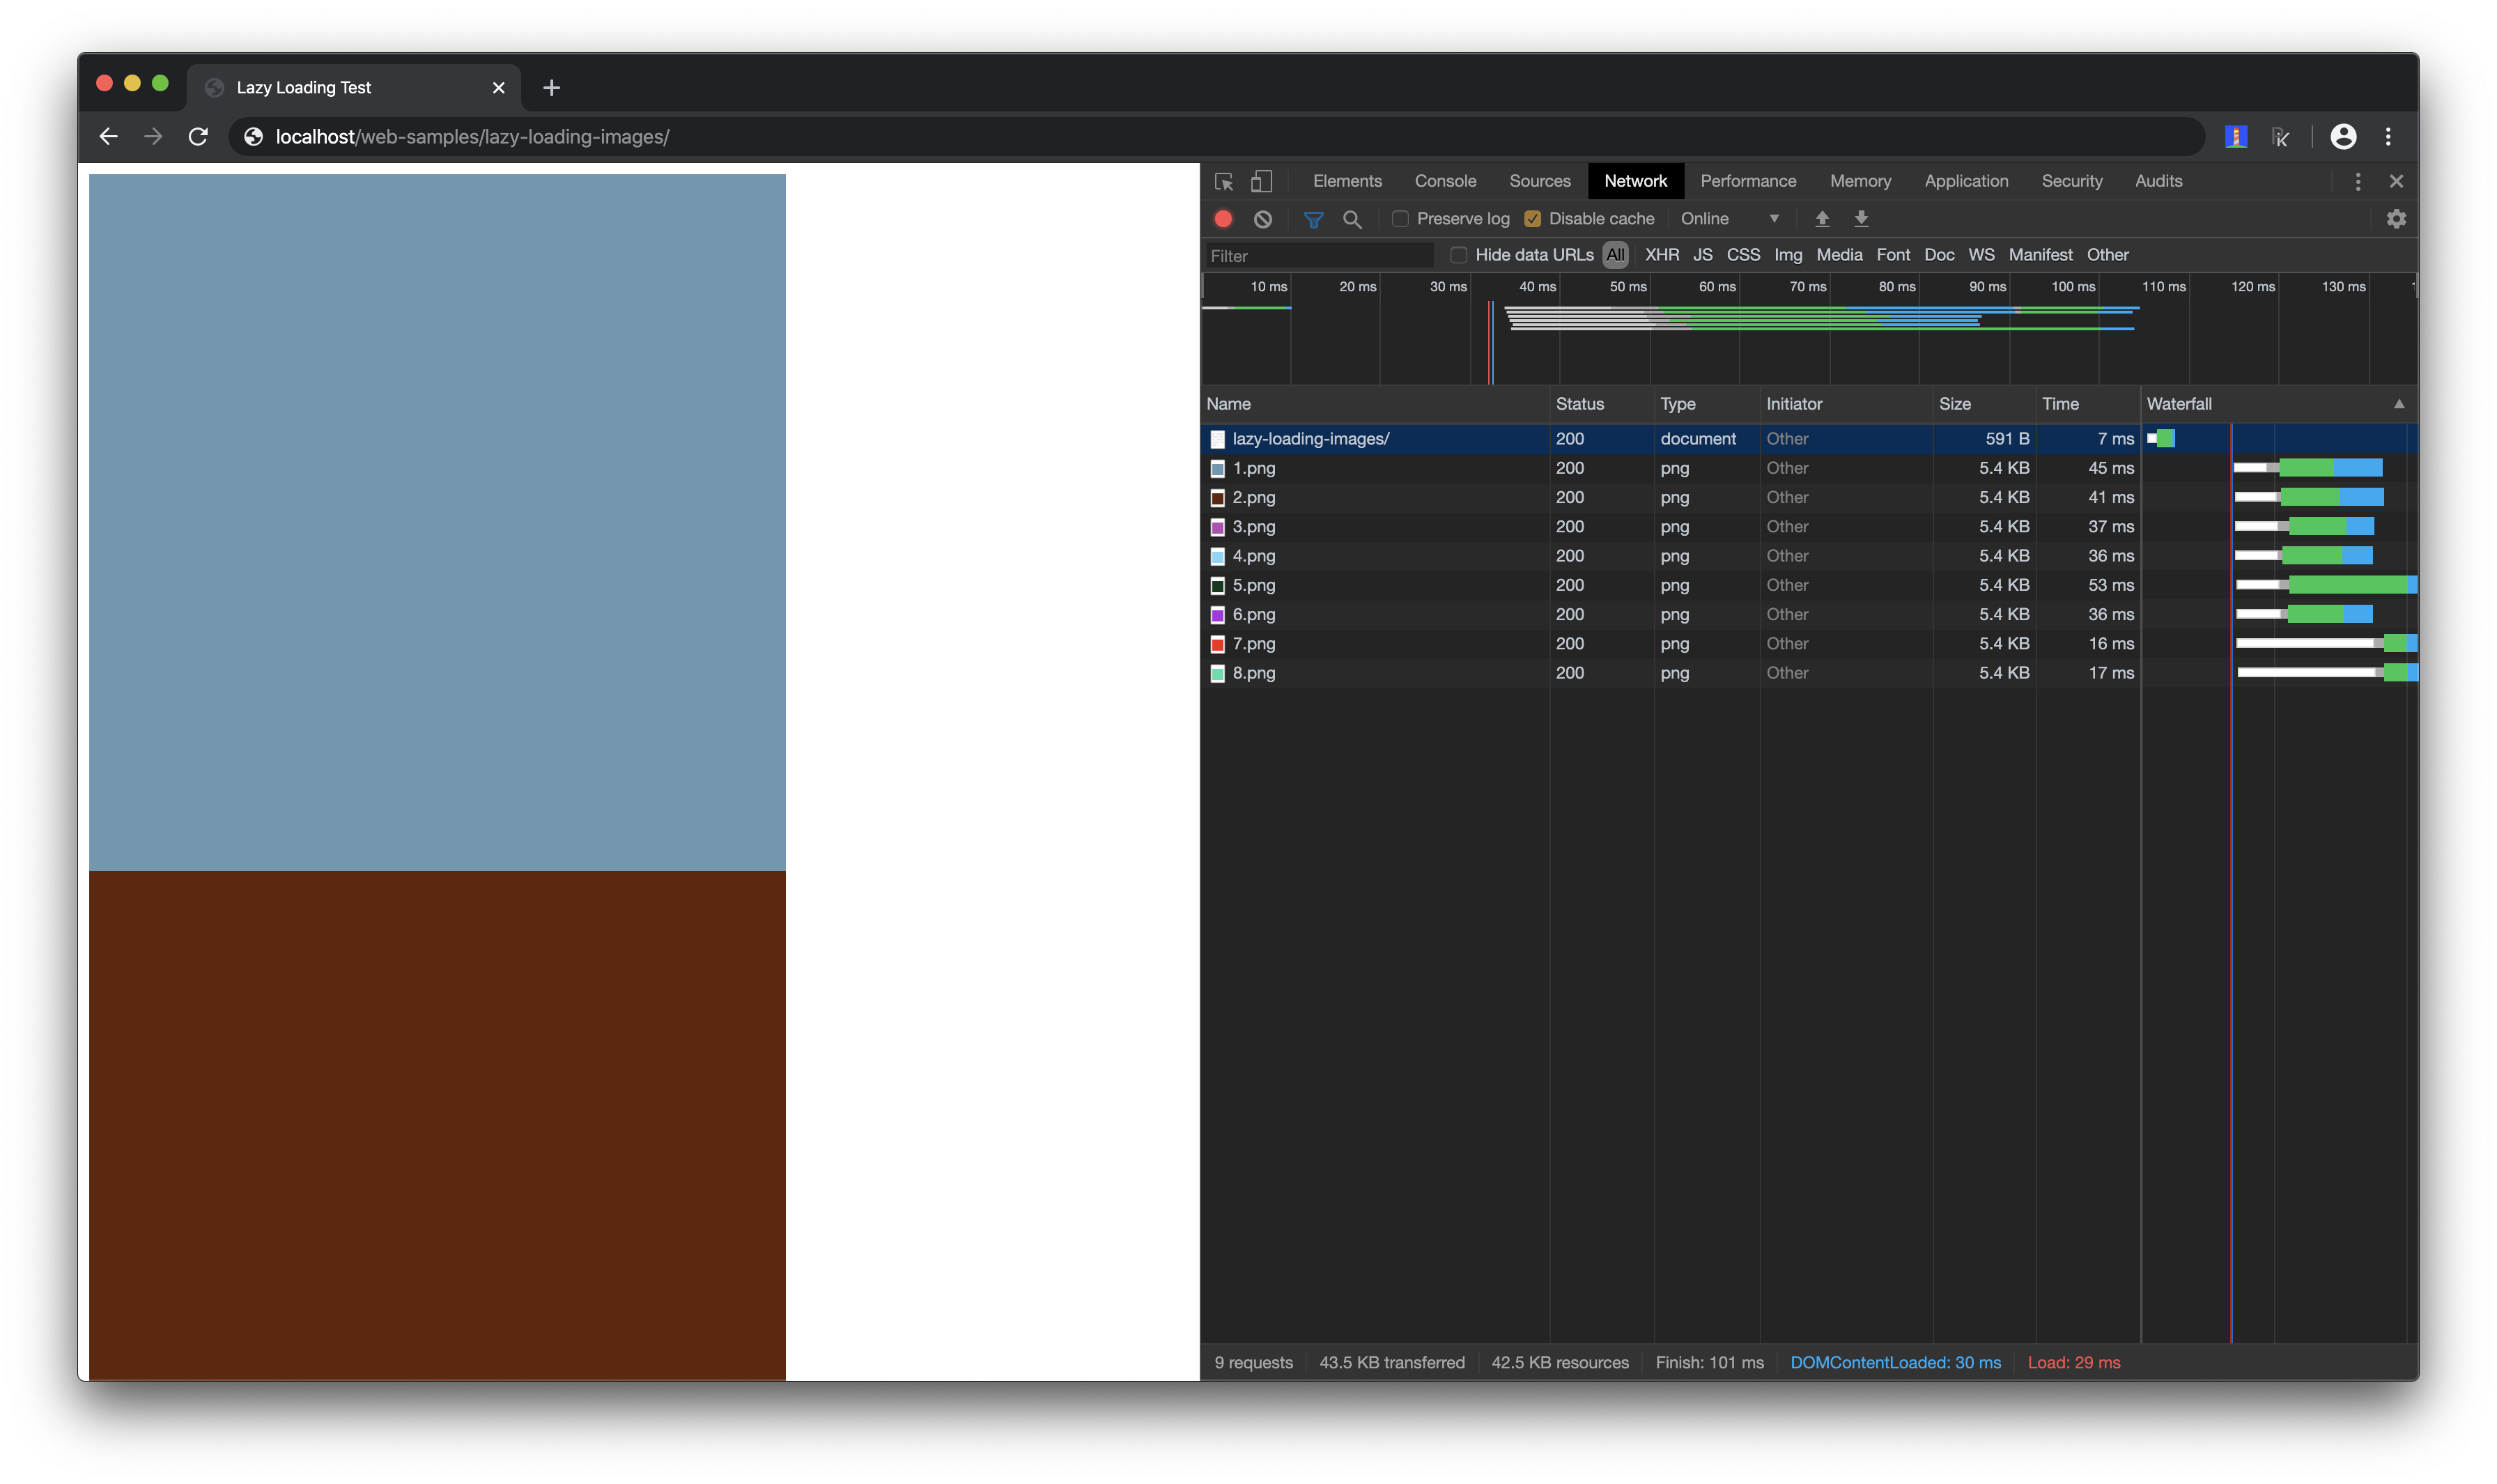 Lazy Loading Test
localhost/web-samples/lazy-loading-images/
Elements Console Sources Network Performance Memory Application Security Audits
Preserve log Disable cache Online
Filter Hide data URLs All XHR JS CSS Img Media Font Doc WS Manifest Other
10 ms 20 ms 30 ms 40 ms 50 ms 60 ms 70 ms 80 ms 90 ms 100 ms 110 ms 120 ms 130 ms
Name Status Type Initiator Size Time Waterfall
lazy-loading-images/ 200 document Other 591 B 7 ms
1.png 200 png Other 5.4 KB 45 ms
2.png 200 png Other 5.4 KB 41 ms
3.png 200 png Other 5.4 KB 37 ms
4.png 200 png Other 5.4 KB 36 ms
5.png 200 png Other 5.4 KB 53 ms
6.png 200 png Other 5.4 KB 36 ms
7.png 200 png Other 5.4 KB 16 ms
8.png 200 png Other 5.4 KB 17 ms
9 requests 43.5 KB transferred 42.5 KB resources Finish: 101 ms DOMContentLoaded: 30 ms Load: 29 ms